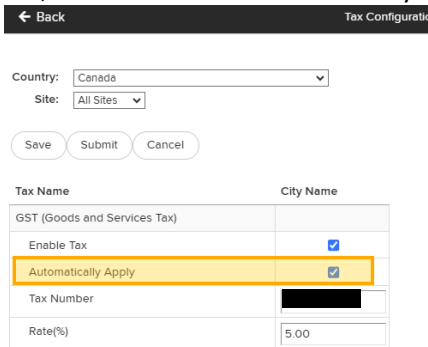 ← Back Tax Configuratio
Country: Canada
Site: All Sites
Save Submit Cancel
Tax Name City Name
GST (Goods and Services Tax)
Enable Tax
Automatically Apply
Tax Number
Rate(%) 5.00